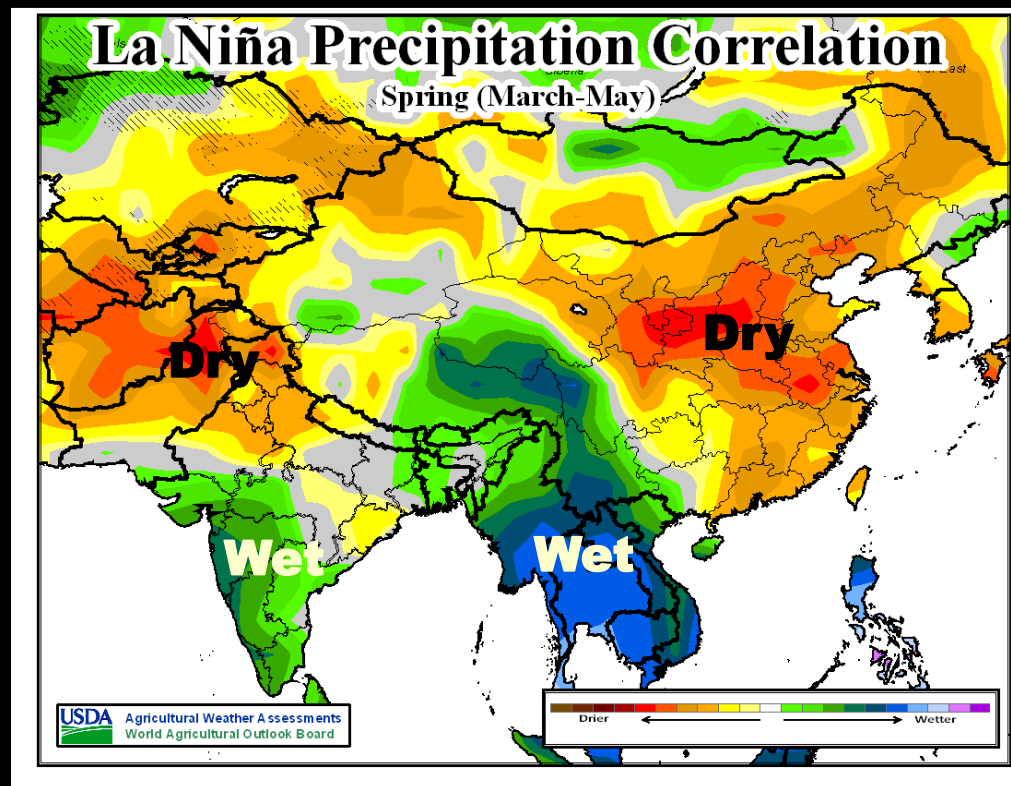 La Niña Precipitation Correlation
Spring (March-May)
Siberia
Dry
Dry
Wet
Wet
USDA
Agricultural Weather Assessments
World Agricultural Outlook Board
Drier
Wetter